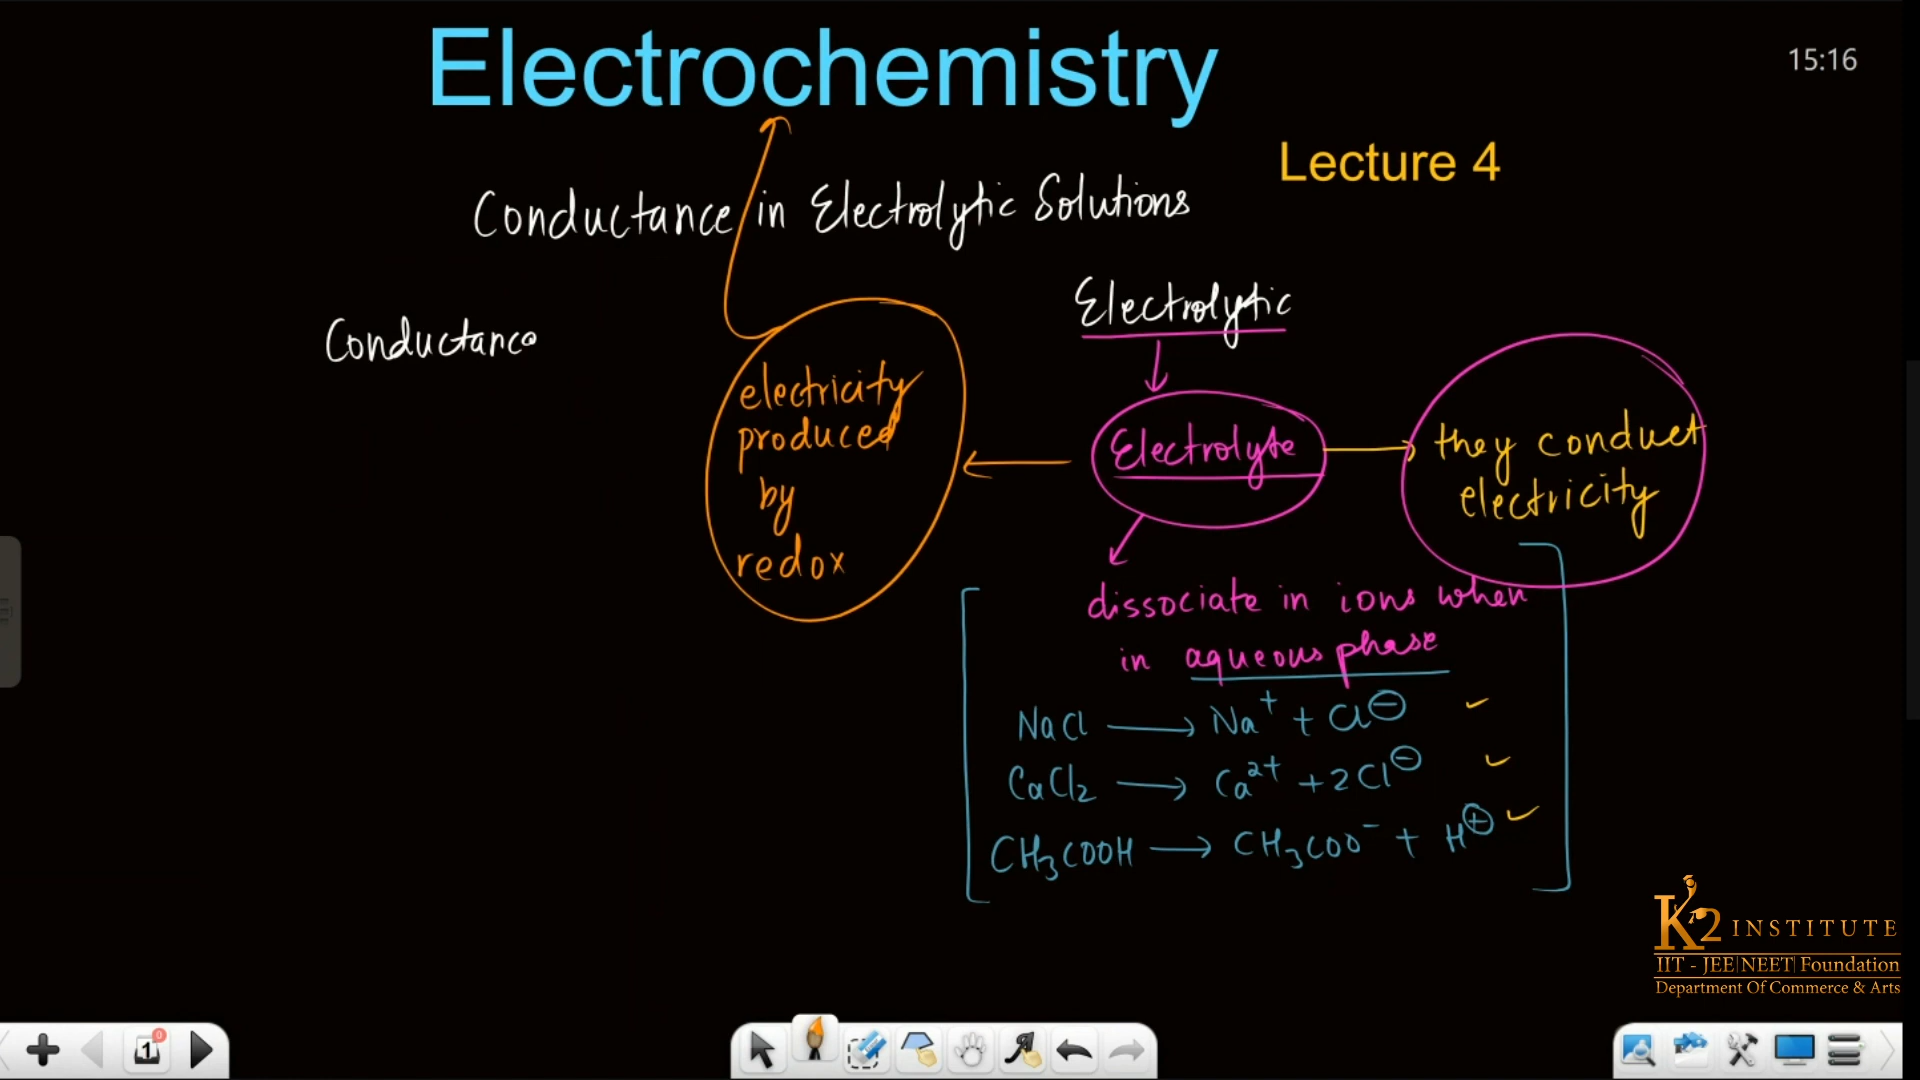 Electrochemistry
15:16
Lecture 4
Conductance in Electrolytic Solutions
Electrolytic
Conductance
electricity
produced
by
redox
Electrolyte
they conduct
electricity
dissociate in ions when
in aqueous phase
NaCl ⟶ Na⁺ + Cl⊖
CaCl₂ ⟶ Ca²⁺ + 2Cl⊖
CH₃COOH ⟶ CH₃COO⁻ + H⊕
K2 INSTITUTE
IIT - JEE|NEET| Foundation
Department Of Commerce & Arts
1
0